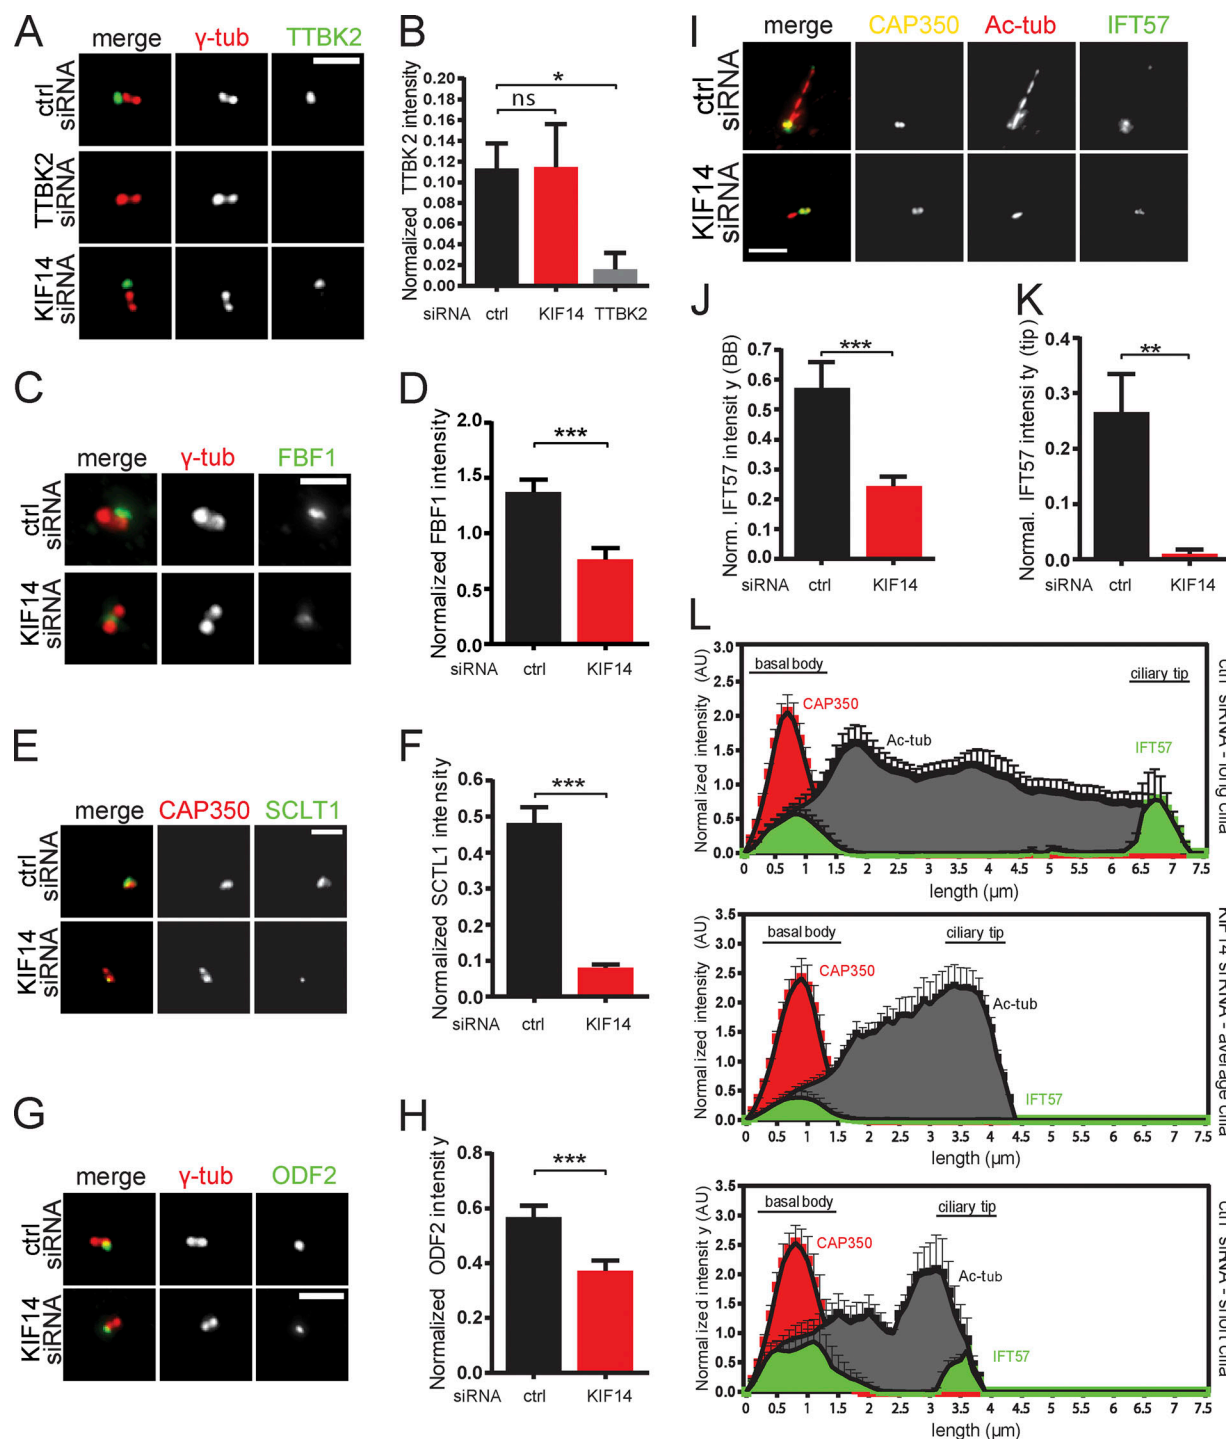 A
merge γ-tub TTBK2
ctrl siRNA
TTBK2 siRNA
KIF14 siRNA
B
Normalized TTBK2 intensity
0.20
0.18
0.16
0.14
0.12
0.10
0.08
0.06
0.04
0.02
0.00
*
ns
siRNA ctrl KIF14 TTBK2
C
merge γ-tub FBF1
ctrl siRNA
KIF14 siRNA
D
Normalized FBF1 intensity
2.0
1.5
1.0
0.5
0.0
***
siRNA ctrl KIF14
E
merge CAP350 SCLT1
ctrl siRNA
KIF14 siRNA
F
Normalized SCTL1 intensity
0.6
0.5
0.4
0.3
0.2
0.1
0.0
***
siRNA ctrl KIF14
G
merge γ-tub ODF2
ctrl siRNA
KIF14 siRNA
H
Normalized ODF2 intensity
0.8
0.6
0.4
0.2
0.0
***
siRNA ctrl KIF14
I
merge CAP350 Ac-tub IFT57
ctrl siRNA
KIF14 siRNA
J
Norm. IFT57 intensity (BB)
0.7
0.6
0.5
0.4
0.3
0.2
0.1
0.0
***
siRNA ctrl KIF14
K
Normal. IFT57 intensity (tip)
0.4
0.3
0.2
0.1
0.0
**
siRNA ctrl KIF14
L
Normalized intensity (AU)
3.0
2.5
2.0
1.5
1.0
0.5
0.0
basal body
ciliary tip
CAP350
Ac-tub
IFT57
0 0.5 1 1.5 2 2.5 3 3.5 4 4.5 5 5.5 6 6.5 7 7.5
length (μm)
ctrl siRNA - long cilia
Normalized intensity (AU)
3.5
3.0
2.5
2.0
1.5
1.0
0.5
0.0
basal body
ciliary tip
CAP350
Ac-tub
IFT57
0 0.5 1 1.5 2 2.5 3 3.5 4 4.5 5 5.5 6 6.5 7 7.5
length (μm)
KIF14 siRNA - average cilia
Normalized intensity (AU)
3.5
3.0
2.5
2.0
1.5
1.0
0.5
0.0
basal body
ciliary tip
CAP350
Ac-tub
IFT57
0 0.5 1 1.5 2 2.5 3 3.5 4 4.5 5 5.5 6 6.5 7 7.5
length (μm)
ctrl siRNA - short cilia